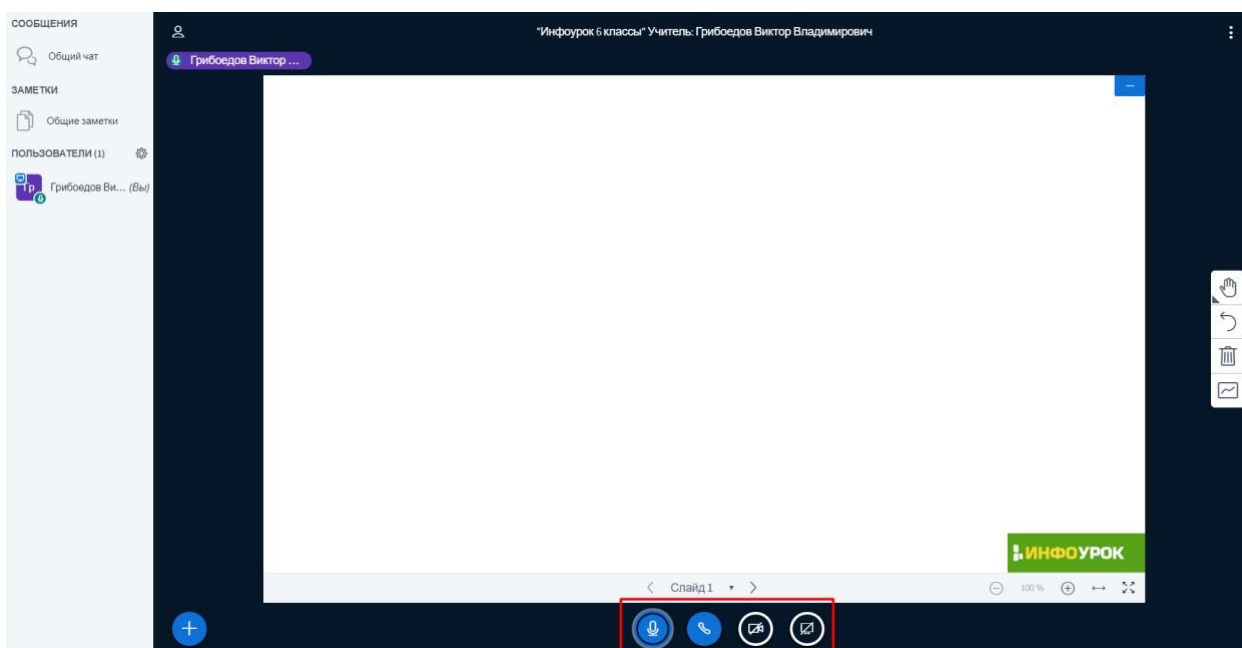 СООБЩЕНИЯ
Общий чат
ЗАМЕТКИ
Общие заметки
ПОЛЬЗОВАТЕЛИ (1)
Гр
Грибоедов Ви... (Вы)
"Инфоурок 6 классы" Учитель: Грибоедов Виктор Владимирович
Грибоедов Виктор ...
ИНФОУРОК
Слайд 1
100 %